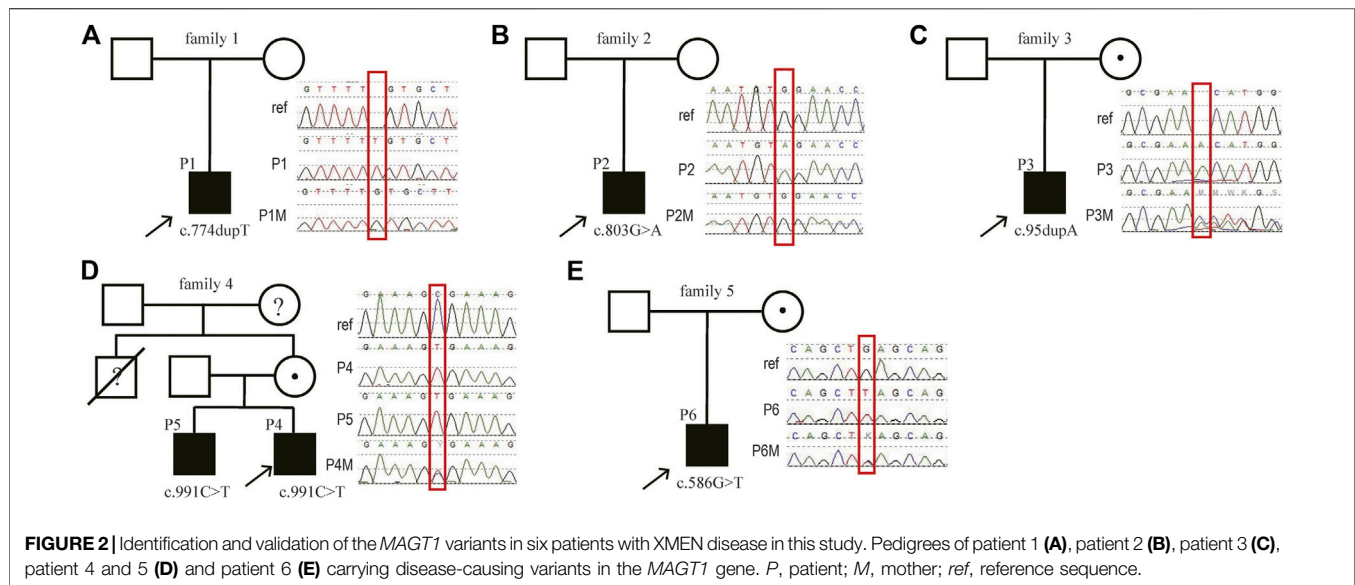 A
family 1
G T T T T G T G C T
ref
G T T T T T G T G C T
P1
G T T T T G T G C T T
P1M
P1
c.774dupT
B
family 2
A A T G T G G A A C C
ref
A A T G T A G A A C C
P2
A A T G T G G A A C C
P2M
P2
c.803G>A
C
family 3
G C G A A C A T G G
ref
G C G A A A C A T G G
P3
G C G A A M M W K G S
P3M
P3
c.95dupA
D
family 4
?
?
G A A A G C G A A A G
ref
G A A A G T G A A A G
P4
G A A A G T G A A A G
P5
G A A A G Y G A A A G
P4M
P5
P4
c.991C>T
c.991C>T
E
family 5
C A G C T G A G C A G
ref
C A G C T T A G C A G
P6
C A G C T K A G C A G
P6M
P6
c.586G>T
FIGURE 2 | Identification and validation of the MAGT1 variants in six patients with XMEN disease in this study. Pedigrees of patient 1 (A), patient 2 (B), patient 3 (C),
patient 4 and 5 (D) and patient 6 (E) carrying disease-causing variants in the MAGT1 gene. P, patient; M, mother; ref, reference sequence.